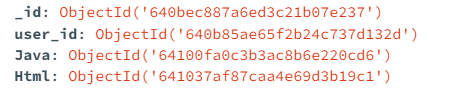 _id: ObjectId('640bec887a6ed3c21b07e237')
user_id: ObjectId('640b85ae65f2b24c737d132d')
Java: ObjectId('64100fa0c3b3ac8b6e220cd6')
Html: ObjectId('641037af87caa4e69d3b19c1')